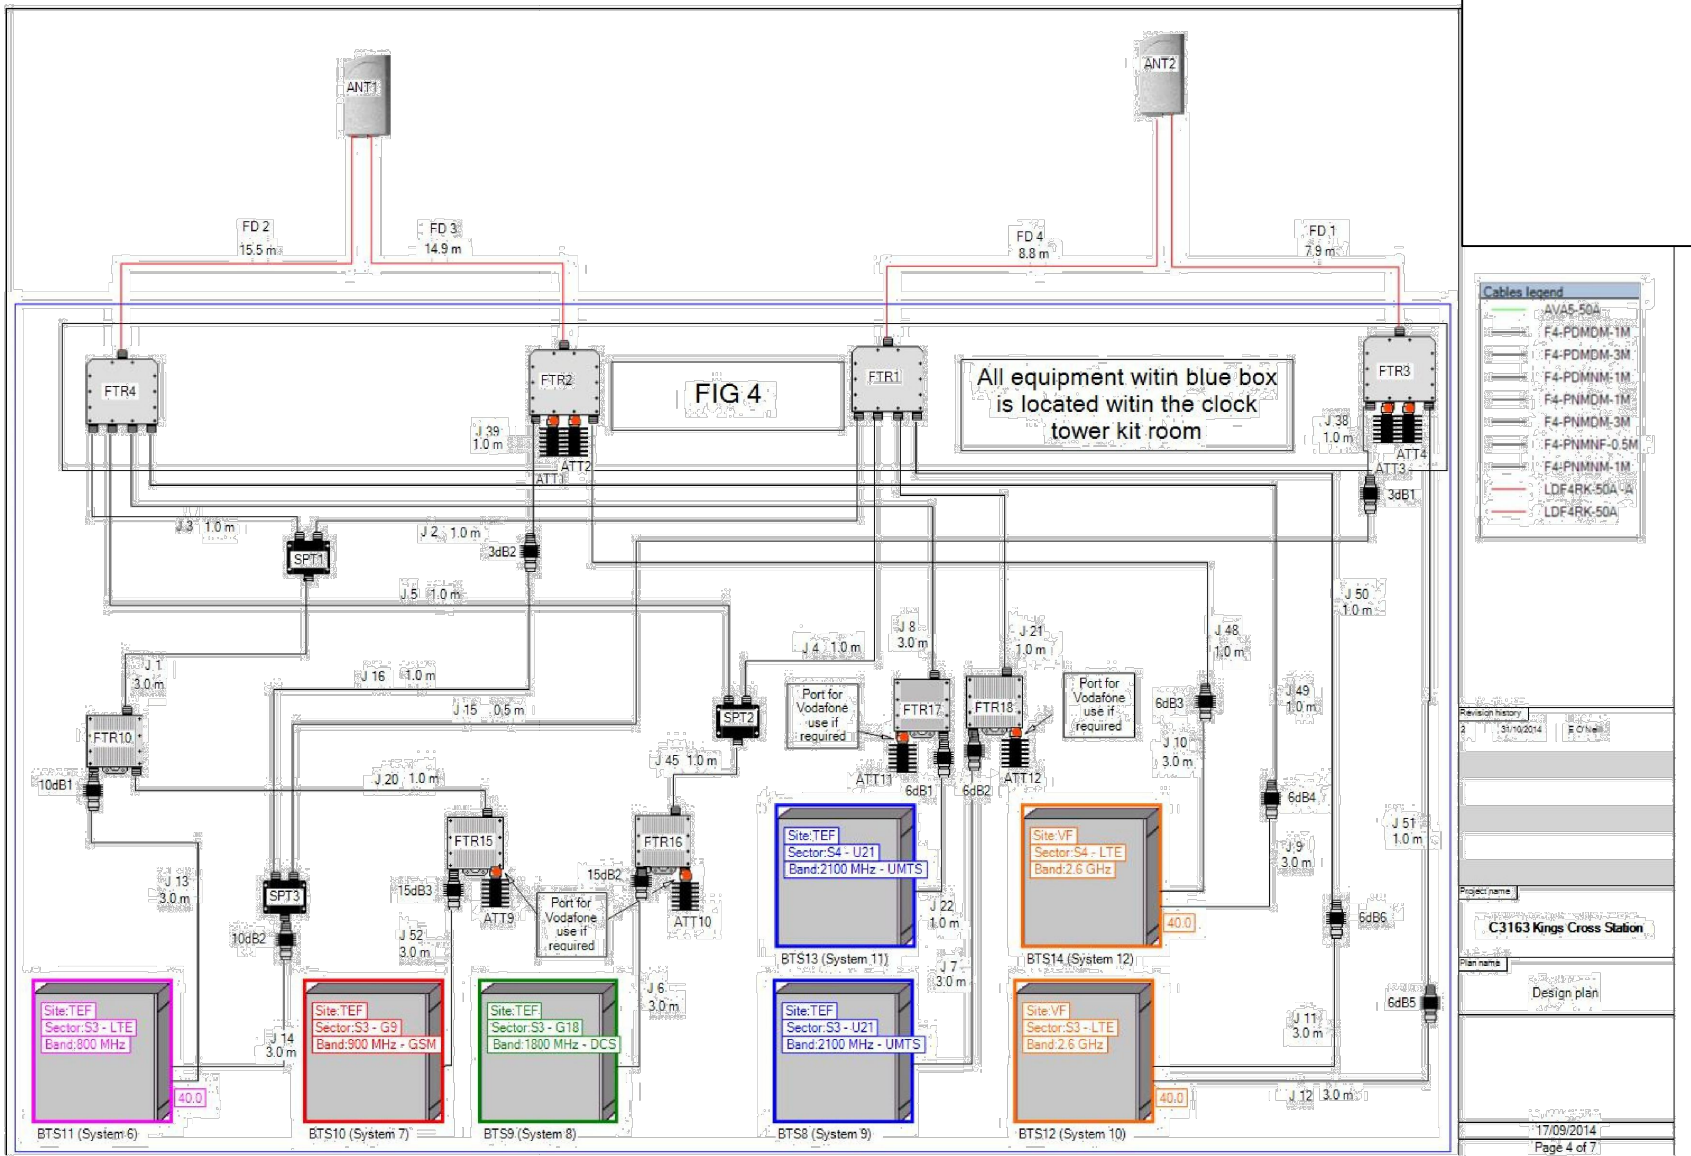 ANT1
ANT2
FD 2
15.5 m
FD 3
14.9 m
FD 4
8.8 m
FD 1
7.9 m
FTR4
FTR2
FIG 4
FTR1
All equipment witin blue box
is located witin the clock
tower kit room
FTR3
J 39
1.0 m
ATT1
ATT2
J 38
1.0 m
ATT3
ATT4
3dB1
J 3 1.0 m
SPT1
J 2 1.0 m
3dB2
J 5 1.0 m
J 50
1.0 m
J 1
3.0 m
J 16 1.0 m
J 15 0.5 m
J 4 1.0 m
J 8
3.0 m
J 21
1.0 m
J 48
1.0 m
J 49
1.0 m
SPT2
Port for
Vodafone
use if
required
FTR17
FTR18
Port for
Vodafone
use if
required
6dB3
J 10
3.0 m
FTR10
10dB1
J 20 1.0 m
J 45 1.0 m
ATT11
6dB1
6dB2
ATT12
6dB4
J 9
3.0 m
J 51
1.0 m
FTR15
FTR16
15dB3
ATT9
15dB2
ATT10
Port for
Vodafone
use if
required
J 13
3.0 m
SPT3
10dB2
J 52
3.0 m
J 6
3.0 m
J 14
3.0 m
Site:TEF
Sector:S4 - U21
Band:2100 MHz - UMTS
BTS13 (System 11)
J 22
1.0 m
J 7
3.0 m
Site:VF
Sector:S4 - LTE
Band:2.6 GHz
40.0
BTS14 (System 12)
6dB6
6dB5
J 11
3.0 m
J 12 3.0 m
Site:TEF
Sector:S3 - LTE
Band:800 MHz
40.0
BTS11 (System 6)
Site:TEF
Sector:S3 - G9
Band:900 MHz - GSM
BTS10 (System 7)
Site:TEF
Sector:S3 - G18
Band:1800 MHz - DCS
BTS9 (System 8)
Site:TEF
Sector:S3 - U21
Band:2100 MHz - UMTS
BTS8 (System 9)
Site:VF
Sector:S3 - LTE
Band:2.6 GHz
40.0
BTS12 (System 10)
Cables legend
AVA5-50A
F4-PDMDM-1M
F4-PDMDM-3M
F4-PDMNM-1M
F4-PNMDM-1M
F4-PNMDM-3M
F4-PNMNF-0.5M
F4-PNMNM-1M
LDF4RK-50A -A
LDF4RK-50A
Revision history
2 31/10/2014 E O'Neill
Project name
C3163 Kings Cross Station
Plan name
Design plan
17/09/2014
Page 4 of 7